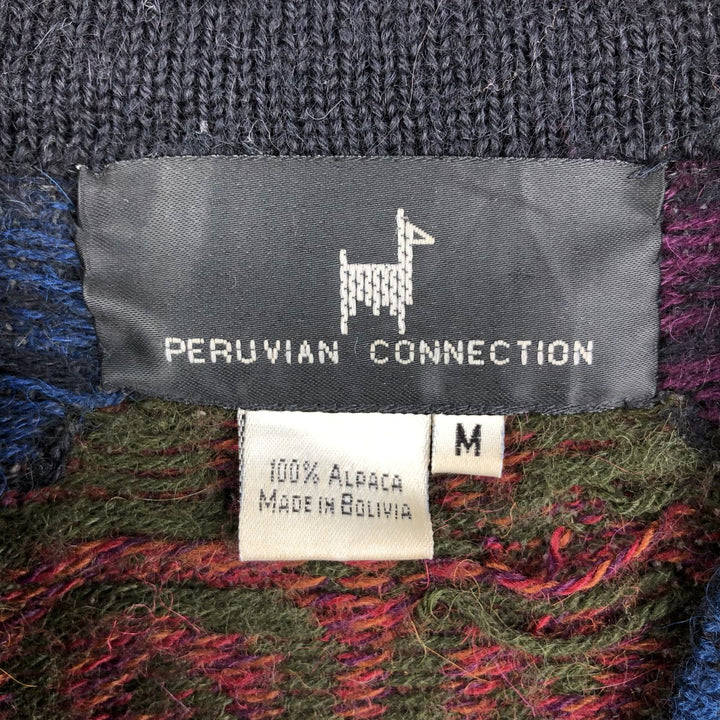 PERUVIAN CONNECTION
M
100% ALPACA
MADE IN BOLIVIA